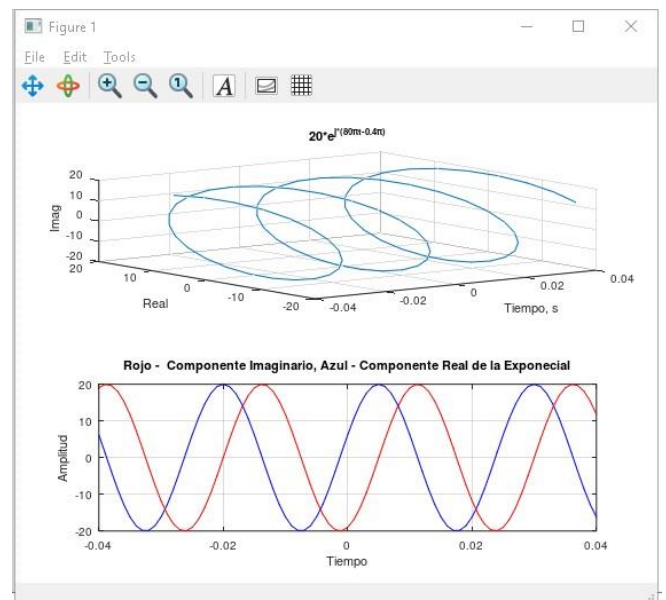 Figure 1
File Edit Tools
A
20*e^j*(80πt-0.4π)
20
10
0
-10
-20
Imag
20
10
0
-10
-20
Real
-0.04
-0.02
0
0.02
0.04
Tiempo, s
Rojo - Componente Imaginario, Azul - Componente Real de la Exponecial
20
10
0
-10
-20
Amplitud
-0.04
-0.02
0
0.02
0.04
Tiempo